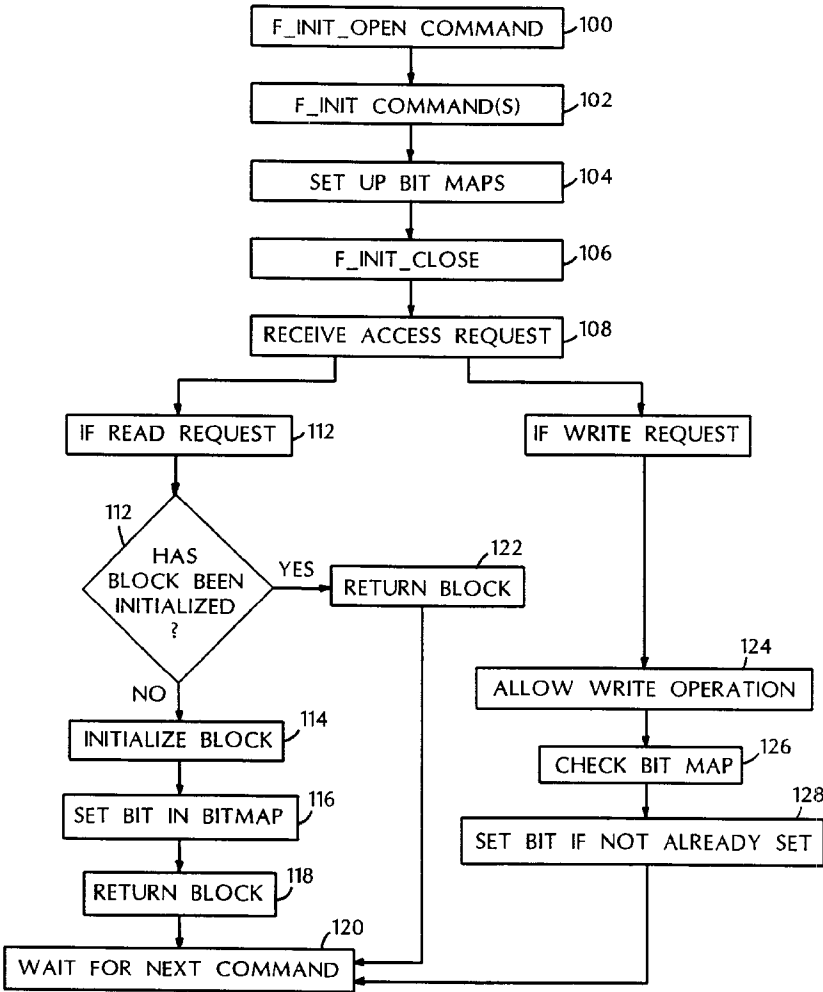 F_INIT_OPEN COMMAND
100
F_INIT COMMAND(S)
102
SET UP BIT MAPS
104
F_INIT_CLOSE
106
RECEIVE ACCESS REQUEST
108
IF READ REQUEST
112
IF WRITE REQUEST
112
HAS
BLOCK BEEN
INITIALIZED
?
YES
122
RETURN BLOCK
NO
124
ALLOW WRITE OPERATION
INITIALIZE BLOCK
114
CHECK BIT MAP
126
SET BIT IN BITMAP
116
128
SET BIT IF NOT ALREADY SET
RETURN BLOCK
118
120
WAIT FOR NEXT COMMAND